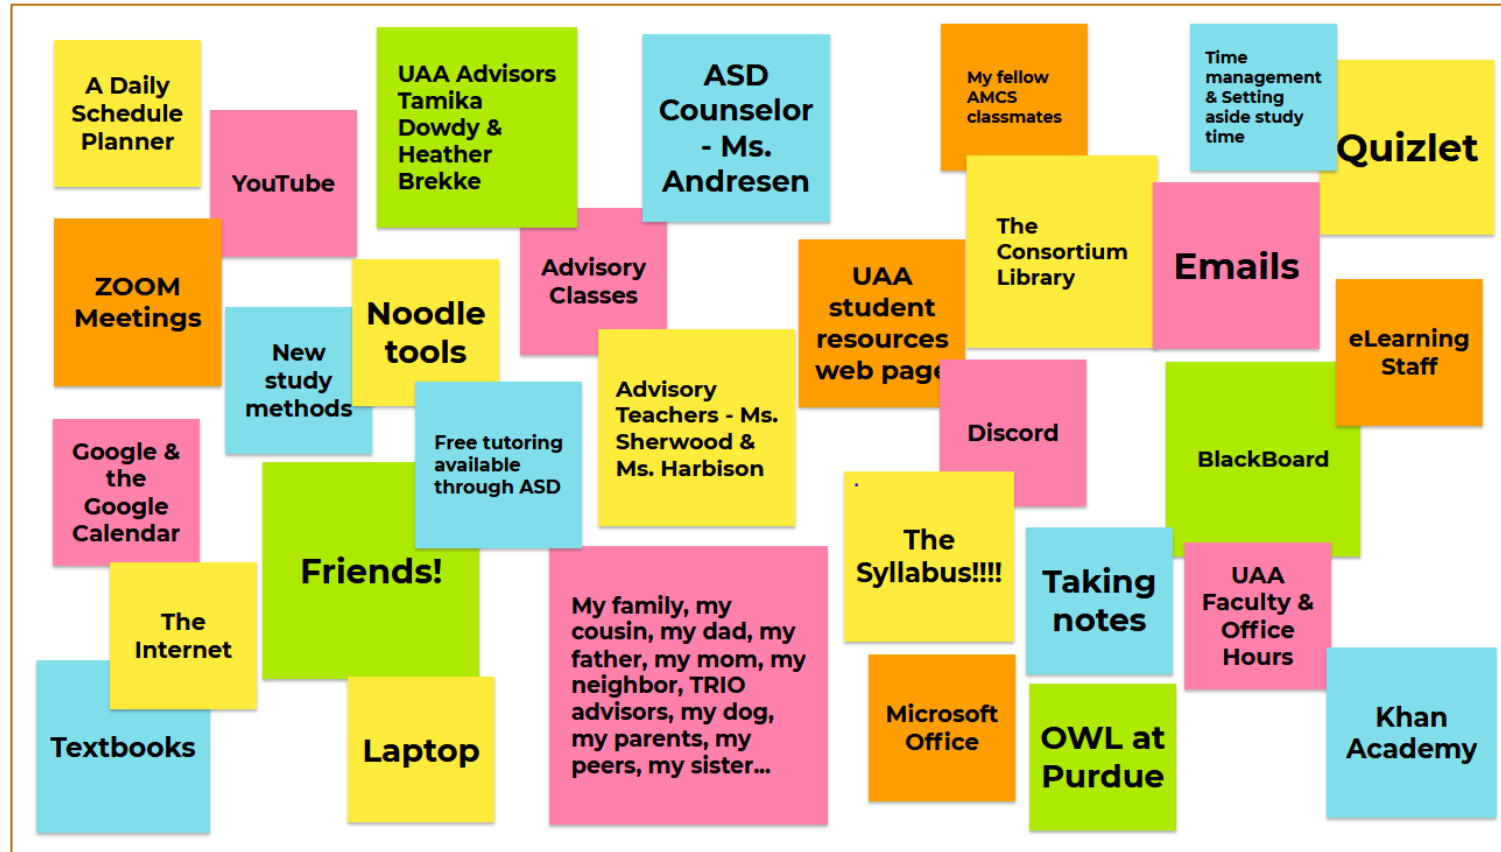 A Daily
Schedule
Planner
YouTube
UAA Advisors
Tamika
Dowdy &
Heather
Brekke
ASD
Counselor
- Ms.
Andresen
My fellow
AMCS
classmates
Time
management
& Setting
aside study
time
Quizlet
ZOOM
Meetings
New
study
methods
Noodle
tools
Advisory
Classes
UAA
student
resources
web page
The
Consortium
Library
Emails
eLearning
Staff
Google &
the
Google
Calendar
Free tutoring
available
through ASD
Advisory
Teachers - Ms.
Sherwood &
Ms. Harbison
Discord
BlackBoard
Friends!
The
Internet
My family, my
cousin, my dad, my
father, my mom, my
neighbor, TRIO
advisors, my dog,
my parents, my
peers, my sister...
The
Syllabus!!!!
Taking
notes
UAA
Faculty &
Office
Hours
Textbooks
Laptop
Microsoft
Office
OWL at
Purdue
Khan
Academy